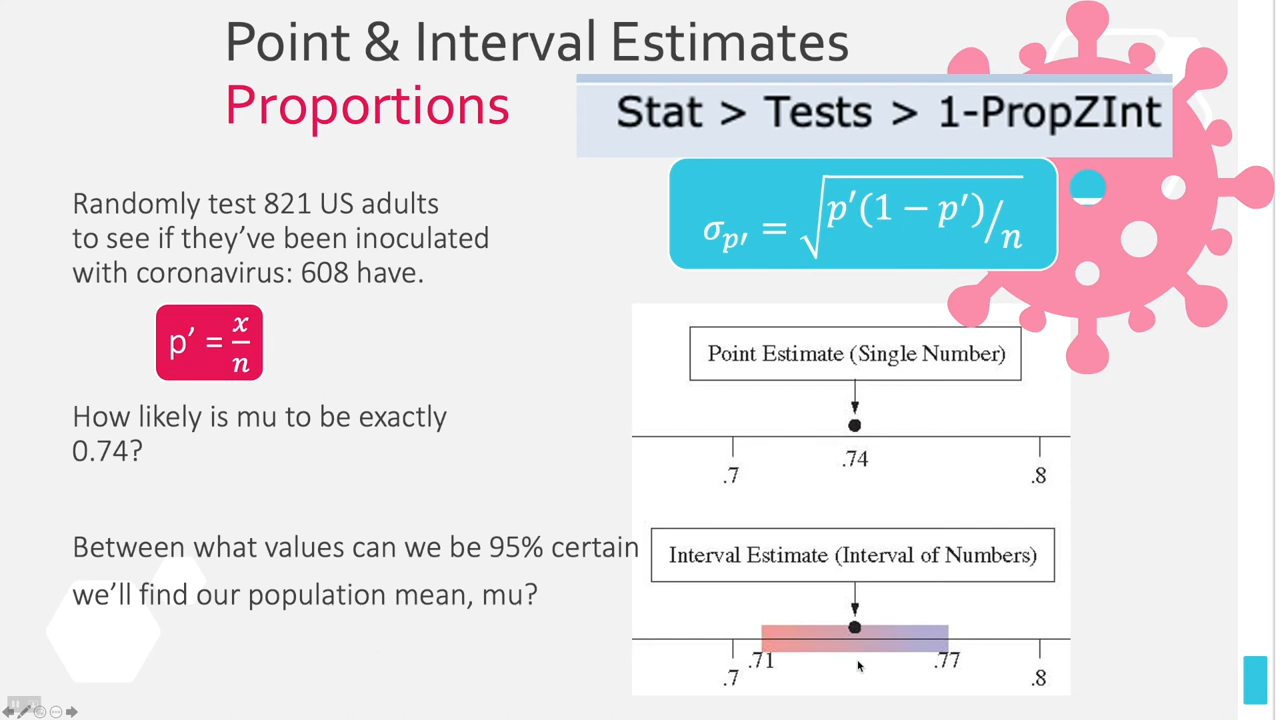 Point & Interval Estimates
Proportions
Stat > Tests > 1-PropZInt
Randomly test 821 US adults
to see if they’ve been inoculated
with coronavirus: 608 have.
σp′ = √p′(1 − p′)/n
p′ = x/n
How likely is mu to be exactly
0.74?
Between what values can we be 95% certain
we’ll find our population mean, mu?
Point Estimate (Single Number)
.74
.7
.8
Interval Estimate (Interval of Numbers)
.71
.77
.7
.8